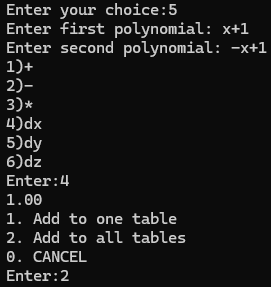 Enter your choice:5
Enter first polynomial: x+1
Enter second polynomial: -x+1
1)+
2)-
3)*
4)dx
5)dy
6)dz
Enter:4
1.00
1. Add to one table
2. Add to all tables
0. CANCEL
Enter:2